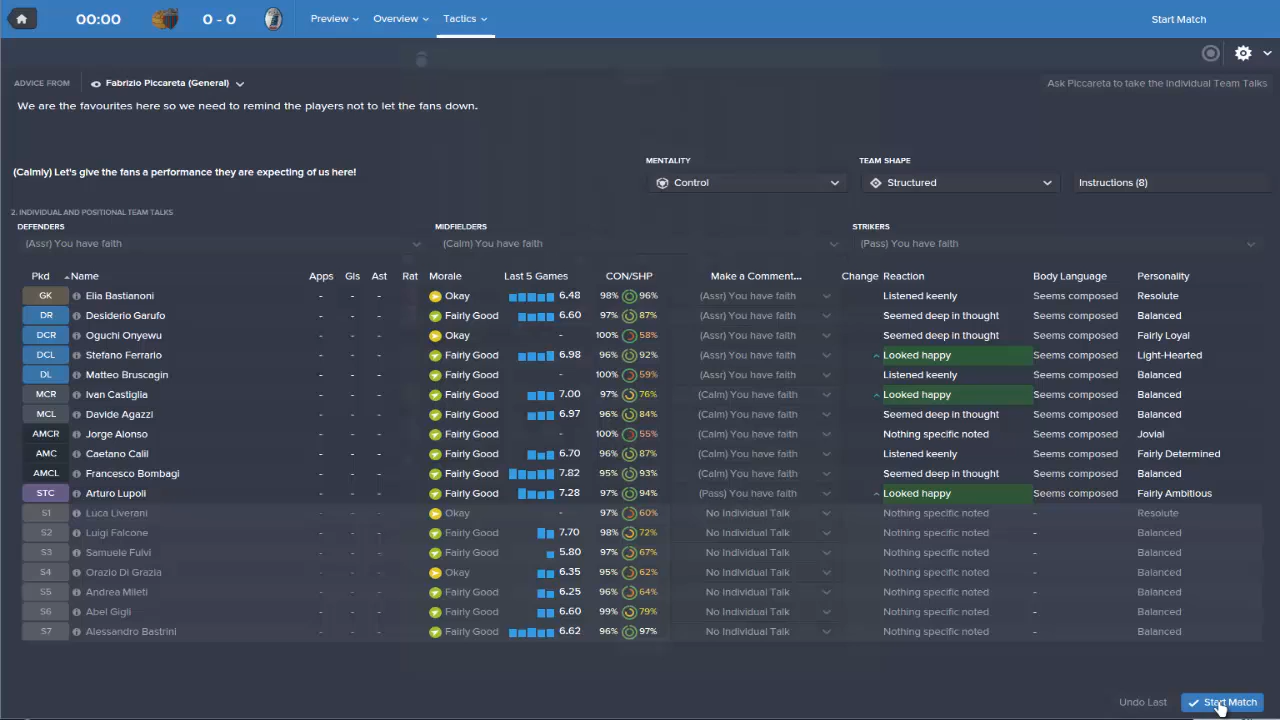 00:00 0 - 0 Preview Overview Tactics Start Match
ADVICE FROM Fabrizio Piccareta (General) Ask Piccareta to take the Individual Team Talks
We are the favourites here so we need to remind the players not to let the fans down.
MENTALITY TEAM SHAPE
(Calmly) Let's give the fans a performance they are expecting of us here! Control Structured Instructions (8)
2. INDIVIDUAL AND POSITIONAL TEAM TALKS
DEFENDERS MIDFIELDERS STRIKERS
(Assr) You have faith (Calm) You have faith (Pass) You have faith
Pkd Name Apps Gls Ast Rat Morale Last 5 Games CON/SHP Make a Comment... Change Reaction Body Language Personality
GK Elia Bastianoni - - - Okay 6.48 98% 96% (Assr) You have faith Listened keenly Seems composed Resolute
DR Desiderio Garufo - - - Fairly Good 6.60 97% 87% (Assr) You have faith Seemed deep in thought Seems composed Balanced
DCR Oguchi Onyewu - - - Okay - 100% 58% (Assr) You have faith Seemed deep in thought Seems composed Fairly Loyal
DCL Stefano Ferrario - - - Fairly Good 6.98 96% 92% (Assr) You have faith Looked happy Seems composed Light-Hearted
DL Matteo Bruscagin - - - Fairly Good - 100% 59% (Assr) You have faith Listened keenly Seems composed Balanced
MCR Ivan Castiglia - - - Fairly Good 7.00 97% 76% (Calm) You have faith Looked happy Seems composed Balanced
MCL Davide Agazzi - - - Fairly Good 6.97 96% 84% (Calm) You have faith Seemed deep in thought Seems composed Balanced
AMCR Jorge Alonso - - - Fairly Good - 100% 55% (Calm) You have faith Nothing specific noted Seems composed Jovial
AMC Caetano Calil - - - Fairly Good 6.70 96% 87% (Calm) You have faith Listened keenly Seems composed Fairly Determined
AMCL Francesco Bombagi - - - Fairly Good 7.82 95% 93% (Calm) You have faith Seemed deep in thought Seems composed Balanced
STC Arturo Lupoli - - - Fairly Good 7.28 97% 94% (Pass) You have faith Looked happy Seems composed Fairly Ambitious
S1 Luca Liverani - - - Okay - 97% 60% No Individual Talk Nothing specific noted - Resolute
S2 Luigi Falcone - - - Fairly Good 7.70 98% 72% No Individual Talk Nothing specific noted - Balanced
S3 Samuele Fulvi - - - Fairly Good 5.80 97% 67% No Individual Talk Nothing specific noted - Balanced
S4 Orazio Di Grazia - - - Okay 6.35 95% 62% No Individual Talk Nothing specific noted - Balanced
S5 Andrea Mileti - - - Fairly Good 6.25 96% 64% No Individual Talk Nothing specific noted - Balanced
S6 Abel Gigli - - - Fairly Good 6.60 99% 79% No Individual Talk Nothing specific noted - Balanced
S7 Alessandro Bastrini - - - Fairly Good 6.62 96% 97% No Individual Talk Nothing specific noted - Balanced
Undo Last Start Match